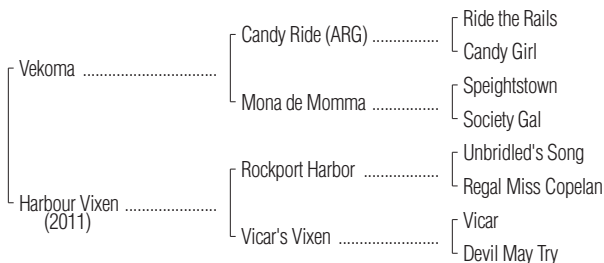 Ride the Rails
Candy Ride (ARG) ................
Candy Girl
Vekoma ................................
Speightstown
Mona de Momma ................
Society Gal
Unbridled's Song
Rockport Harbor ..................
Regal Miss Copelan
Harbour Vixen ......................
(2011)
Vicar
Vicar's Vixen ........................
Devil May Try